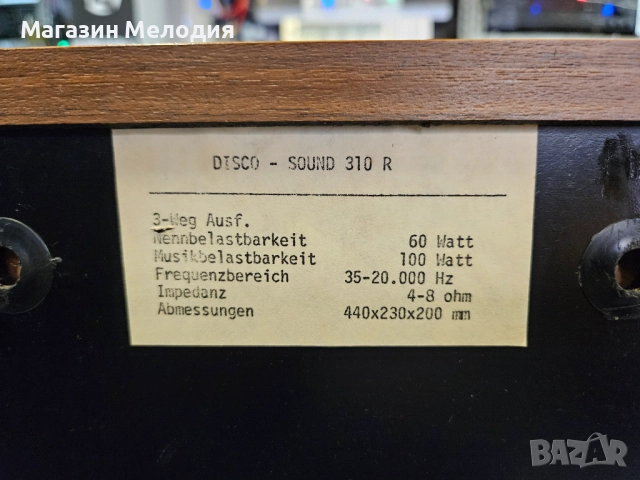 Магазин Мелодия
DISCO - SOUND 310 R
3-Weg Ausf.
Nennbelastbarkeit 60 Watt
Musikbelastbarkeit 100 Watt
Frequenzbereich 35-20.000 Hz
Impedanz 4-8 ohm
Abmessungen 440x230x200 mm
BAZAR